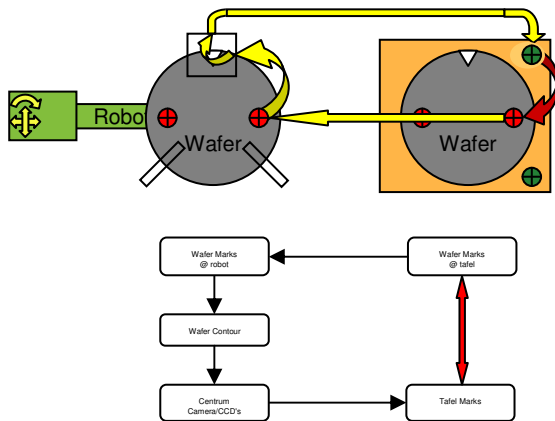 Robo
Wafer
Wafer
Wafer Marks
@ robot
Wafer Marks
@ tafel
Wafer Contour
Centrum
Camera/CCD's
Tafel Marks